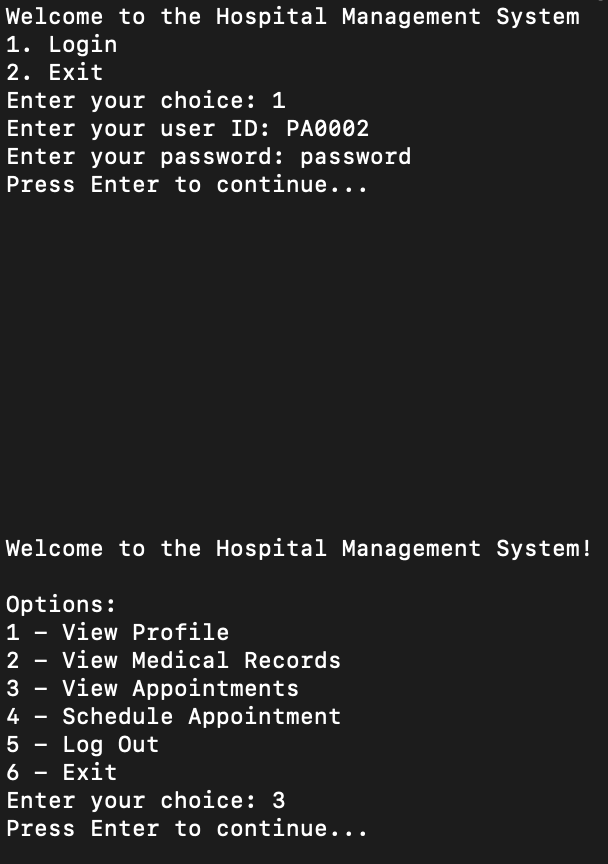 Welcome to the Hospital Management System
1. Login
2. Exit
Enter your choice: 1
Enter your user ID: PA0002
Enter your password: password
Press Enter to continue...
Welcome to the Hospital Management System!
Options:
1 – View Profile
2 – View Medical Records
3 – View Appointments
4 – Schedule Appointment
5 – Log Out
6 – Exit
Enter your choice: 3
Press Enter to continue...